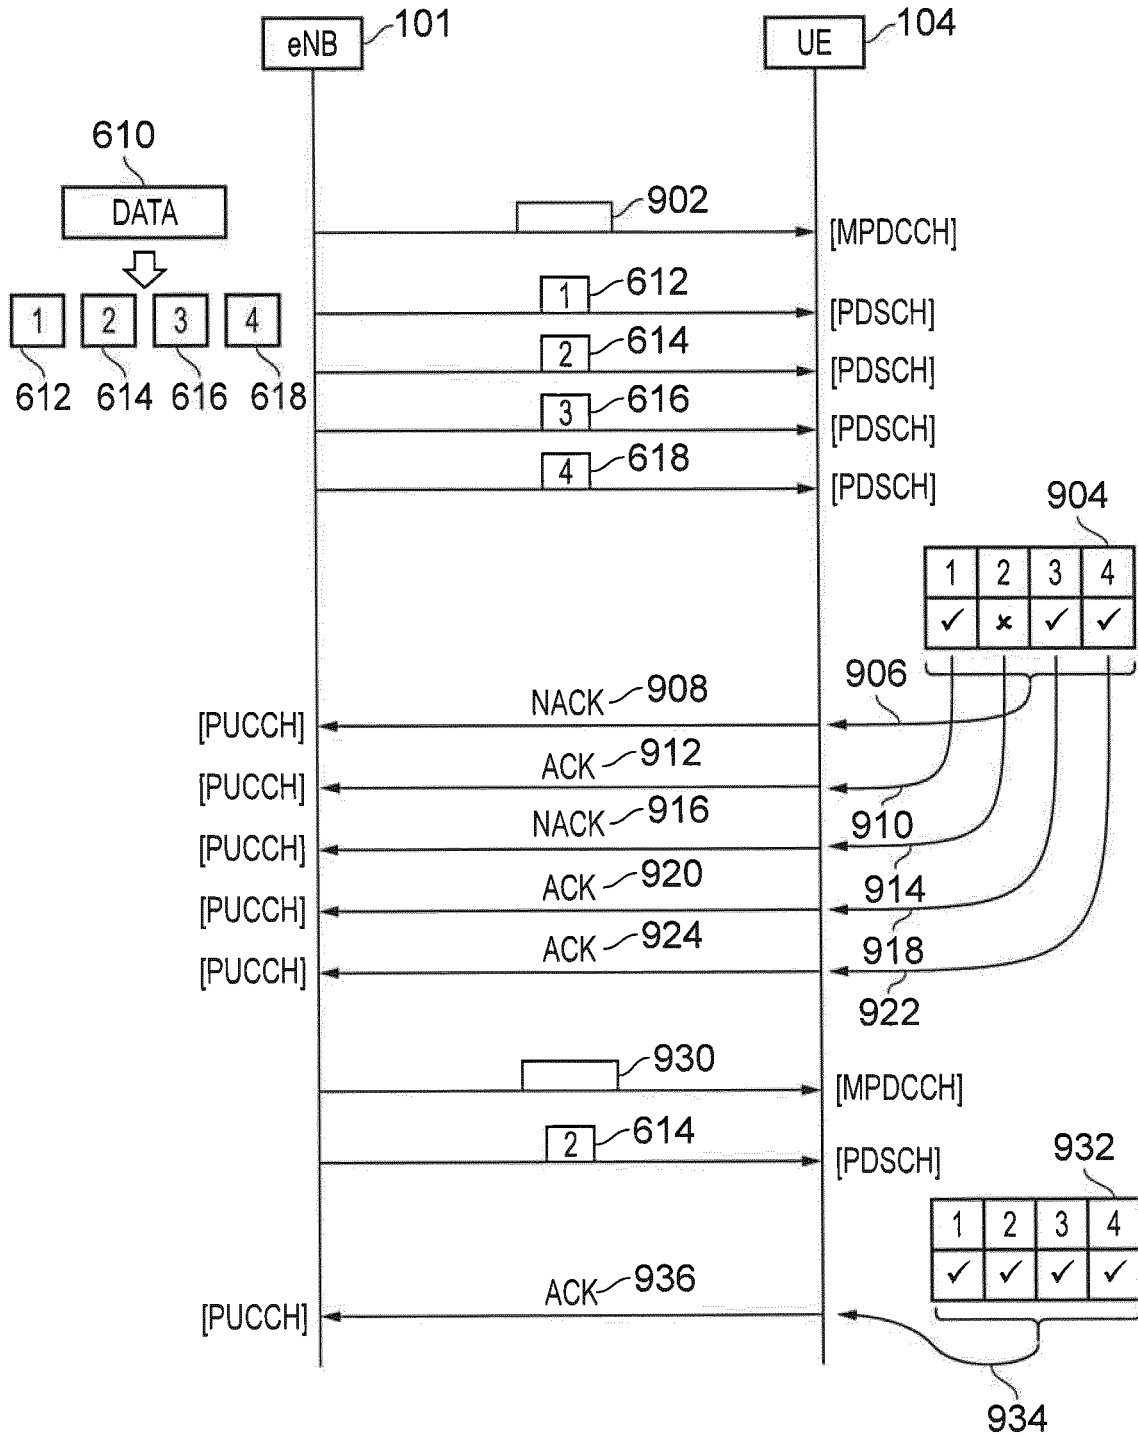 eNB 101 UE 104
610
DATA
902
[MPDCCH]
1 2 3 4
612 614 616 618
1 612
[PDSCH]
2 614
[PDSCH]
3 616
[PDSCH]
4 618
[PDSCH]
904
1 2 3 4
✓ x ✓ ✓
906
NACK 908
[PUCCH]
ACK 912
[PUCCH]
910
NACK 916
[PUCCH]
914
ACK 920
[PUCCH]
918
ACK 924
[PUCCH]
922
930
[MPDCCH]
2 614
[PDSCH]
932
1 2 3 4
✓ ✓ ✓ ✓
ACK 936
[PUCCH]
934